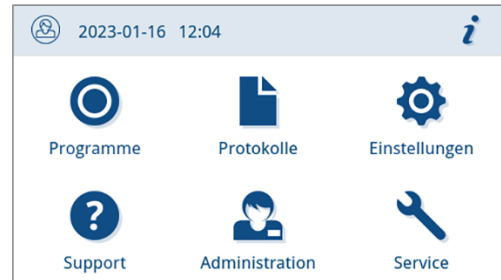 2023-01-16 12:04
Programme Protokolle Einstellungen
Support Administration Service